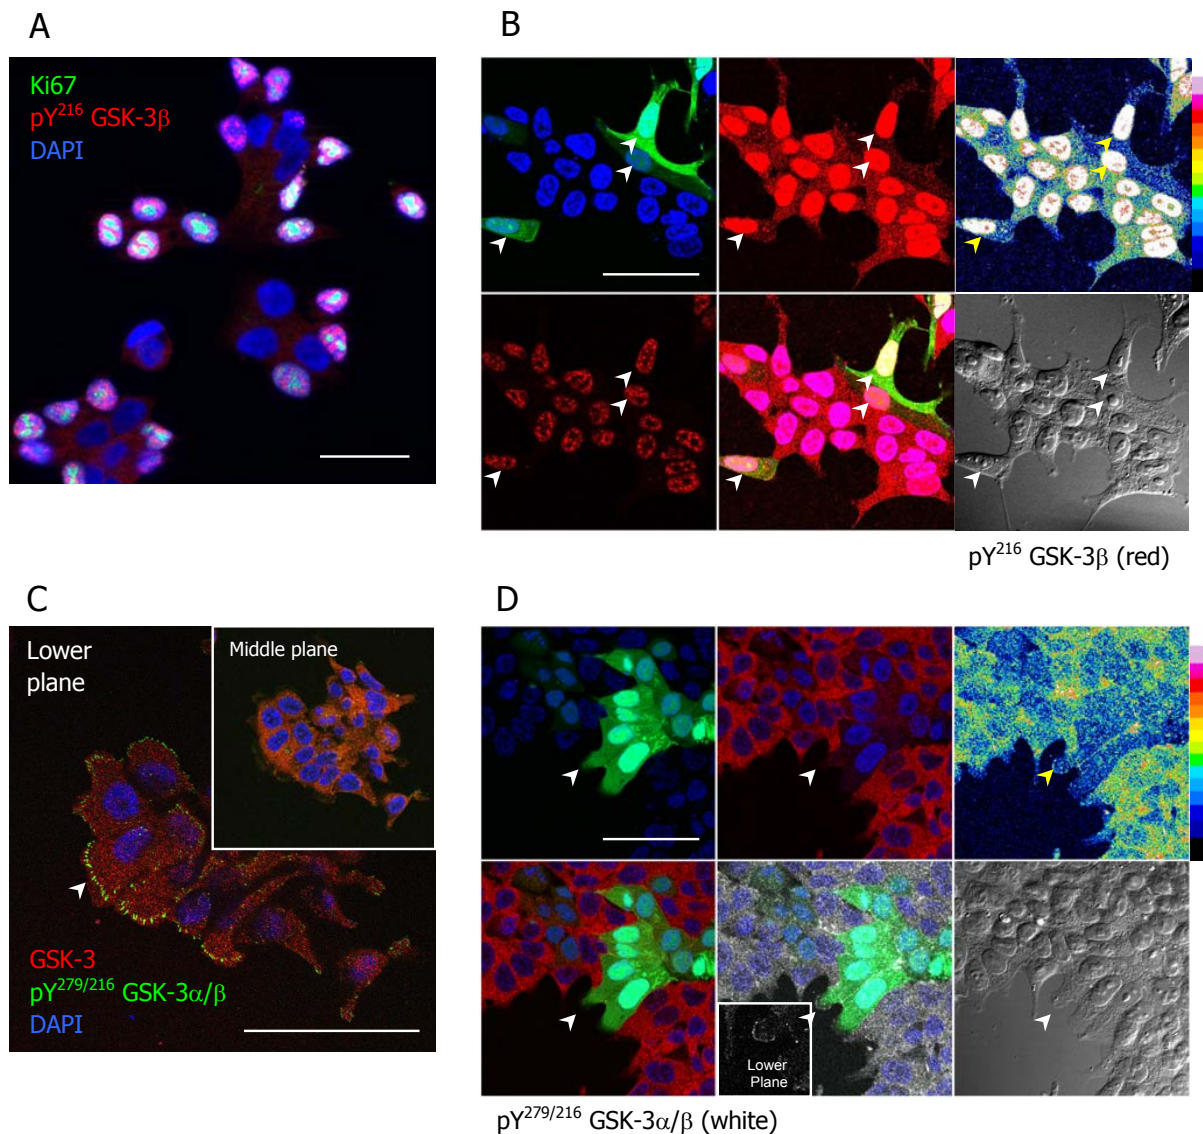 A
B
Ki67
pY²¹⁶ GSK-3β
DAPI
pY²¹⁶ GSK-3β (red)
C
D
Lower
plane
Middle plane
GSK-3
pY²⁷⁹/²¹⁶ GSK-3α/β
DAPI
Lower
Plane
pY²⁷⁹/²¹⁶ GSK-3α/β (white)